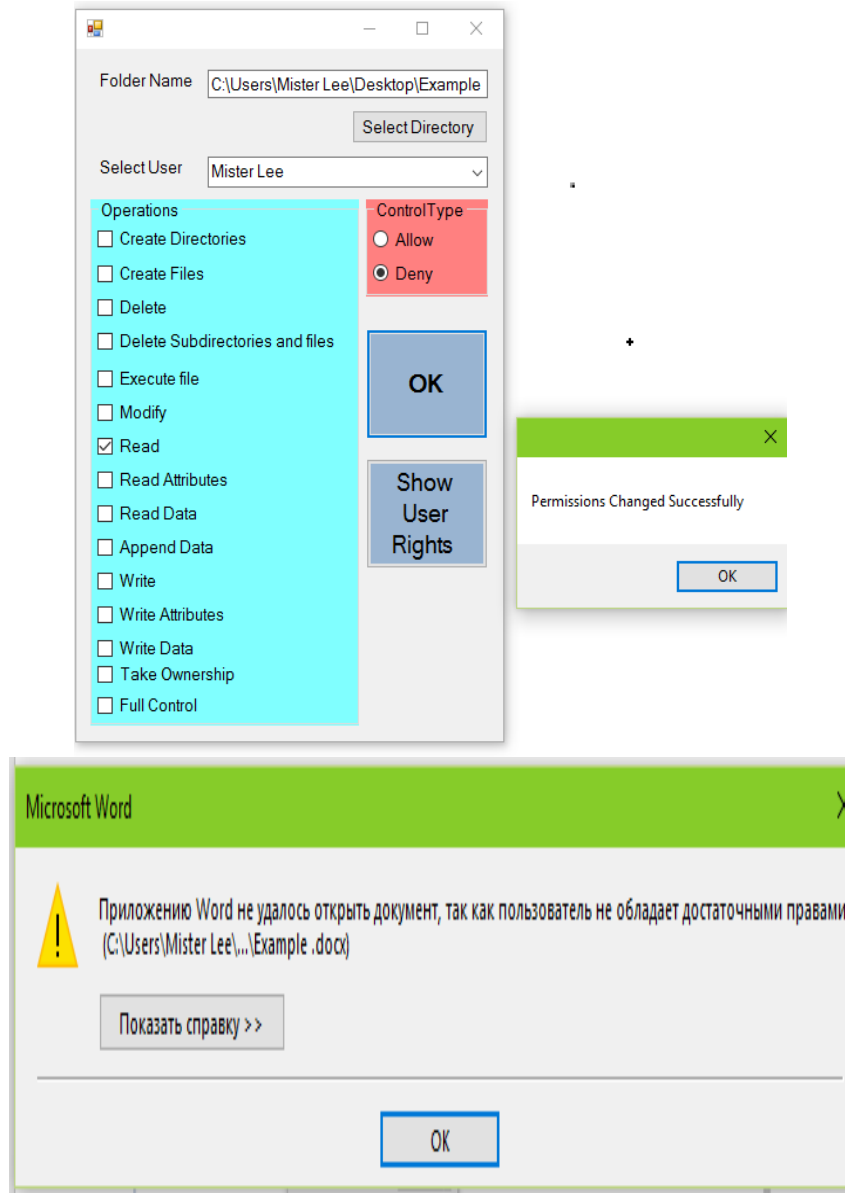 Folder Name
C:\Users\Mister Lee\Desktop\Example
Select Directory
Select User
Mister Lee
Operations
Create Directories
Create Files
Delete
Delete Subdirectories and files
Execute file
Modify
Read
Read Attributes
Read Data
Append Data
Write
Write Attributes
Write Data
Take Ownership
Full Control
ControlType
Allow
Deny
OK
Show
User
Rights
Permissions Changed Successfully
OK
Microsoft Word
Приложению Word не удалось открыть документ, так как пользователь не обладает достаточными правами
(C:\Users\Mister Lee\...\Example .docx)
Показать справку >>
OK